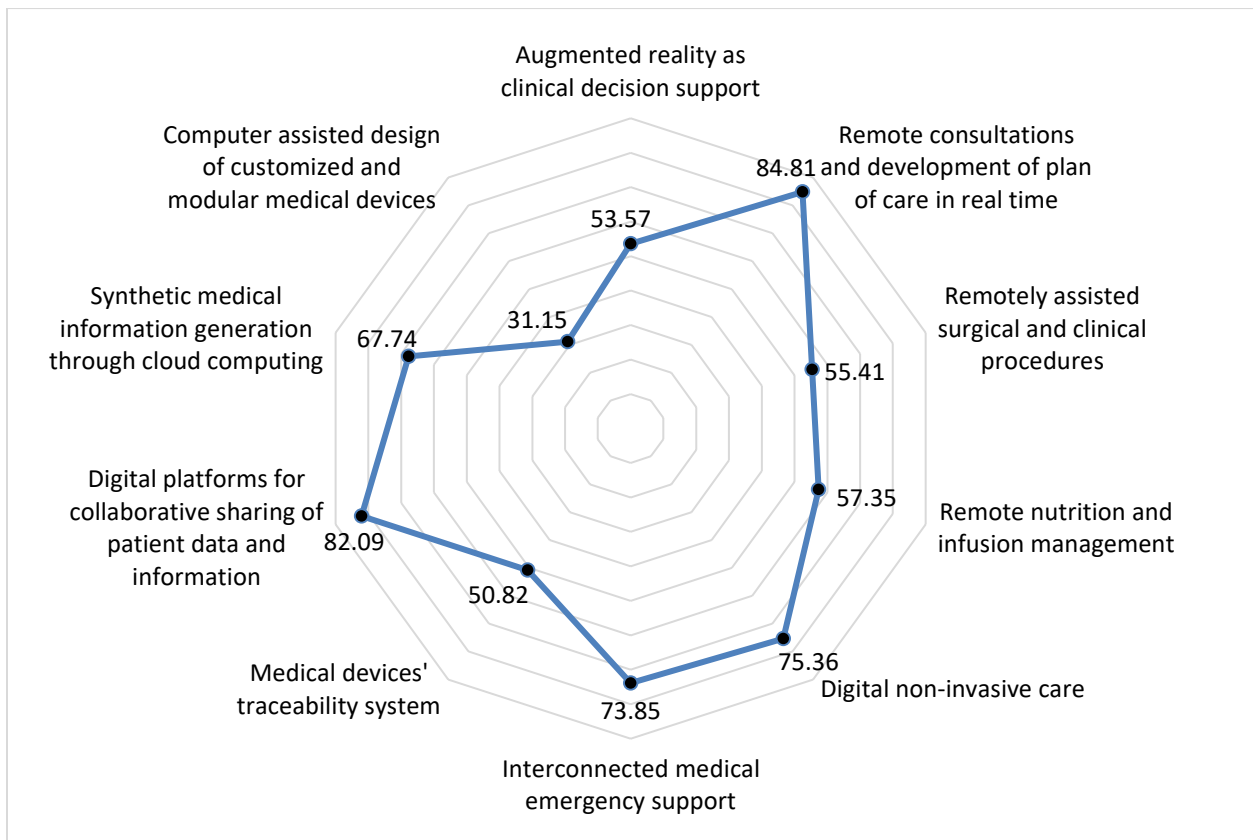 Augmented reality as
clinical decision support
53.57
Remote consultations
and development of plan
of care in real time
84.81
Remotely assisted
surgical and clinical
procedures
55.41
Remote nutrition and
infusion management
57.35
Digital non-invasive care
75.36
Interconnected medical
emergency support
73.85
Medical devices'
traceability system
50.82
Digital platforms for
collaborative sharing of
patient data and
information
82.09
Synthetic medical
information generation
through cloud computing
67.74
Computer assisted design
of customized and
modular medical devices
31.15